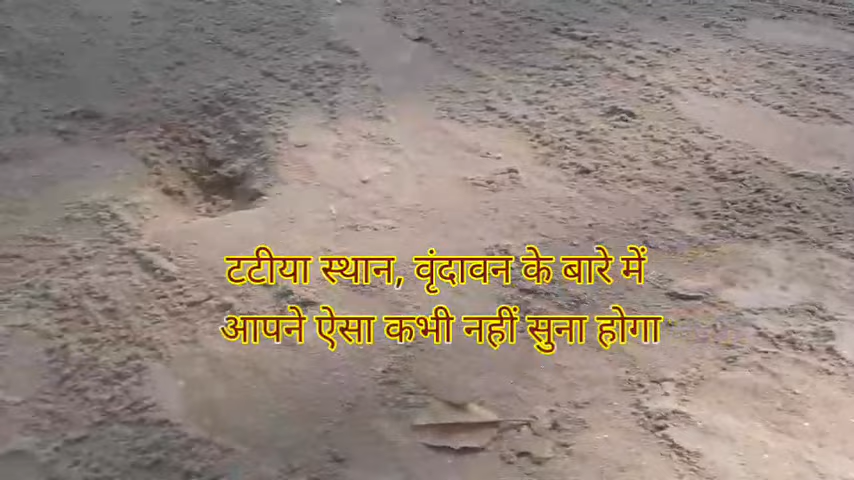 टटीया स्थान, वृंदावन के बारे में
आपने ऐसा कभी नहीं सुना होगा